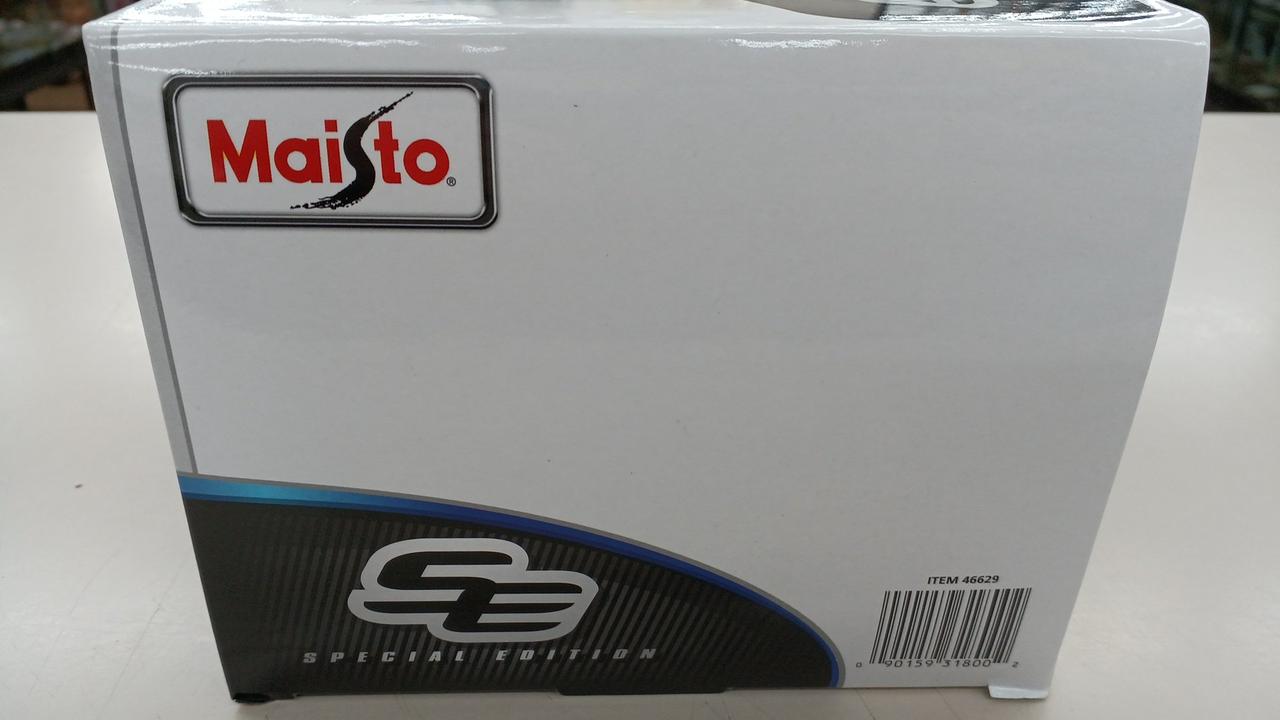 Maisto®
SE
SPECIAL EDITION
ITEM 46629
0 90159 31800 2